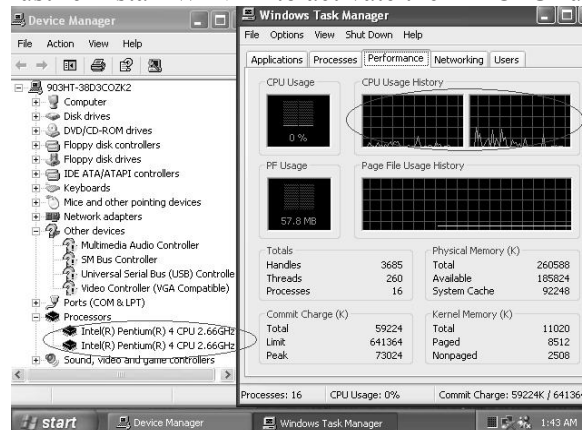 Device Manager
File Action View Help
903HT-38D3COZK2
Computer
Disk drives
DVD/CD-ROM drives
Floppy disk controllers
Floppy disk drives
IDE ATA/ATAPI controllers
Keyboards
Mice and other pointing devices
Network adapters
Other devices
Multimedia Audio Controller
SM Bus Controller
Universal Serial Bus (USB) Controlle
Video Controller (VGA Compatible)
Ports (COM & LPT)
Processors
Intel(R) Pentium(R) 4 CPU 2.66GHz
Intel(R) Pentium(R) 4 CPU 2.66GHz
Sound, video and game controllers
Windows Task Manager
File Options View Shut Down Help
Applications Processes Performance Networking Users
CPU Usage CPU Usage History
0 %
PF Usage Page File Usage History
57.8 MB
Totals
Handles 3685
Threads 260
Processes 16
Physical Memory (K)
Total 260588
Available 185824
System Cache 92248
Commit Charge (K)
Total 59224
Limit 641364
Peak 73024
Kernel Memory (K)
Total 11020
Paged 8512
Nonpaged 2508
Processes: 16 CPU Usage: 0% Commit Charge: 59224K / 64136
start Device Manager Windows Task Manager 1:43 AM